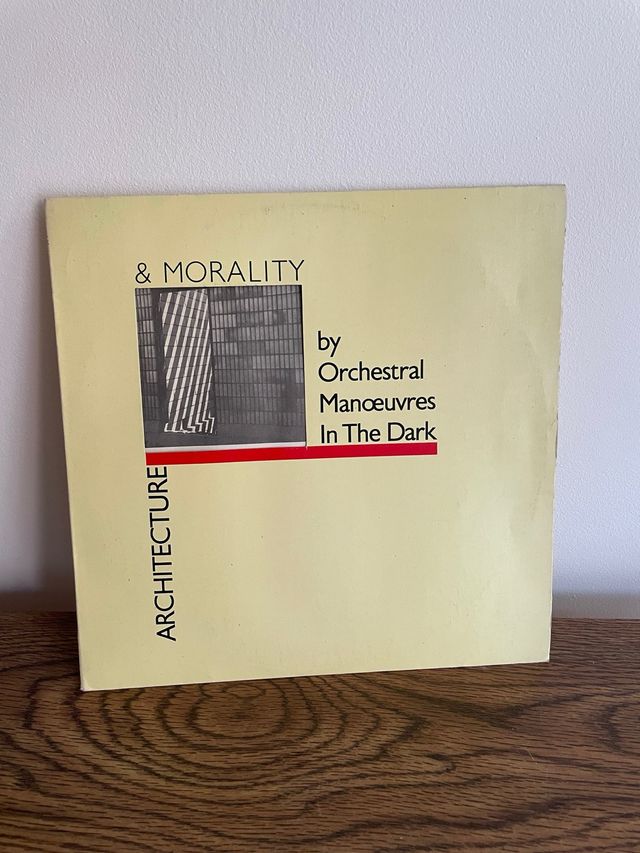 ARCHITECTURE
& MORALITY
by
Orchestral
Manœuvres
In The Dark